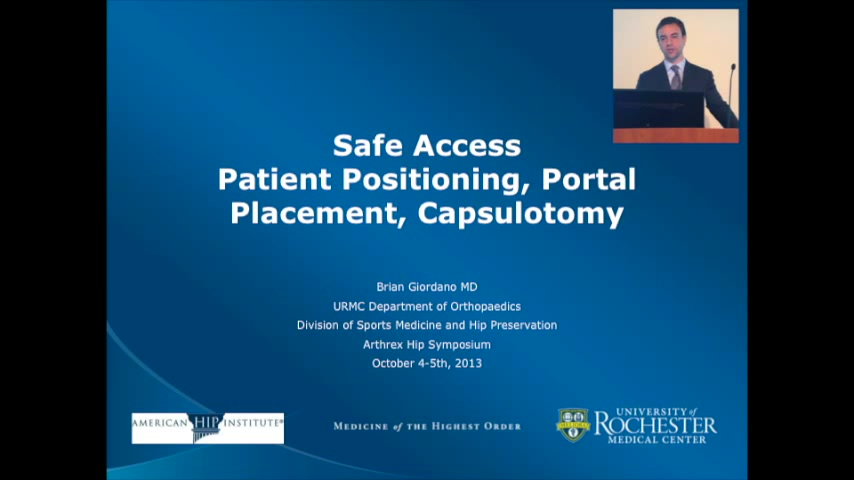 Safe Access
Patient Positioning, Portal
Placement, Capsulotomy
Brian Giordano MD
URMC Department of Orthopaedics
Division of Sports Medicine and Hip Preservation
Arthrex Hip Symposium
October 4-5th, 2013
AMERICAN HIP INSTITUTE®
MEDICINE of the HIGHEST ORDER
UNIVERSITY of
ROCHESTER
MEDICAL CENTER